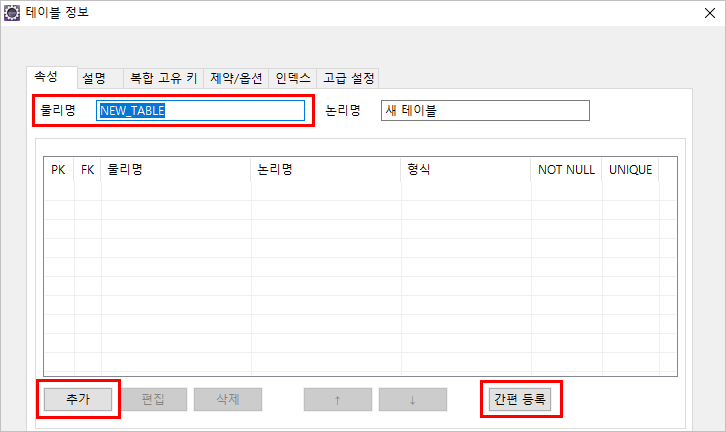 테이블 정보
속성 설명 복합 고유 키 제약/옵션 인덱스 고급 설정
물리명 NEW_TABLE 논리명 새 테이블
PK FK 물리명 논리명 형식 NOT NULL UNIQUE
추가 편집 삭제 ↑ ↓ 간편 등록